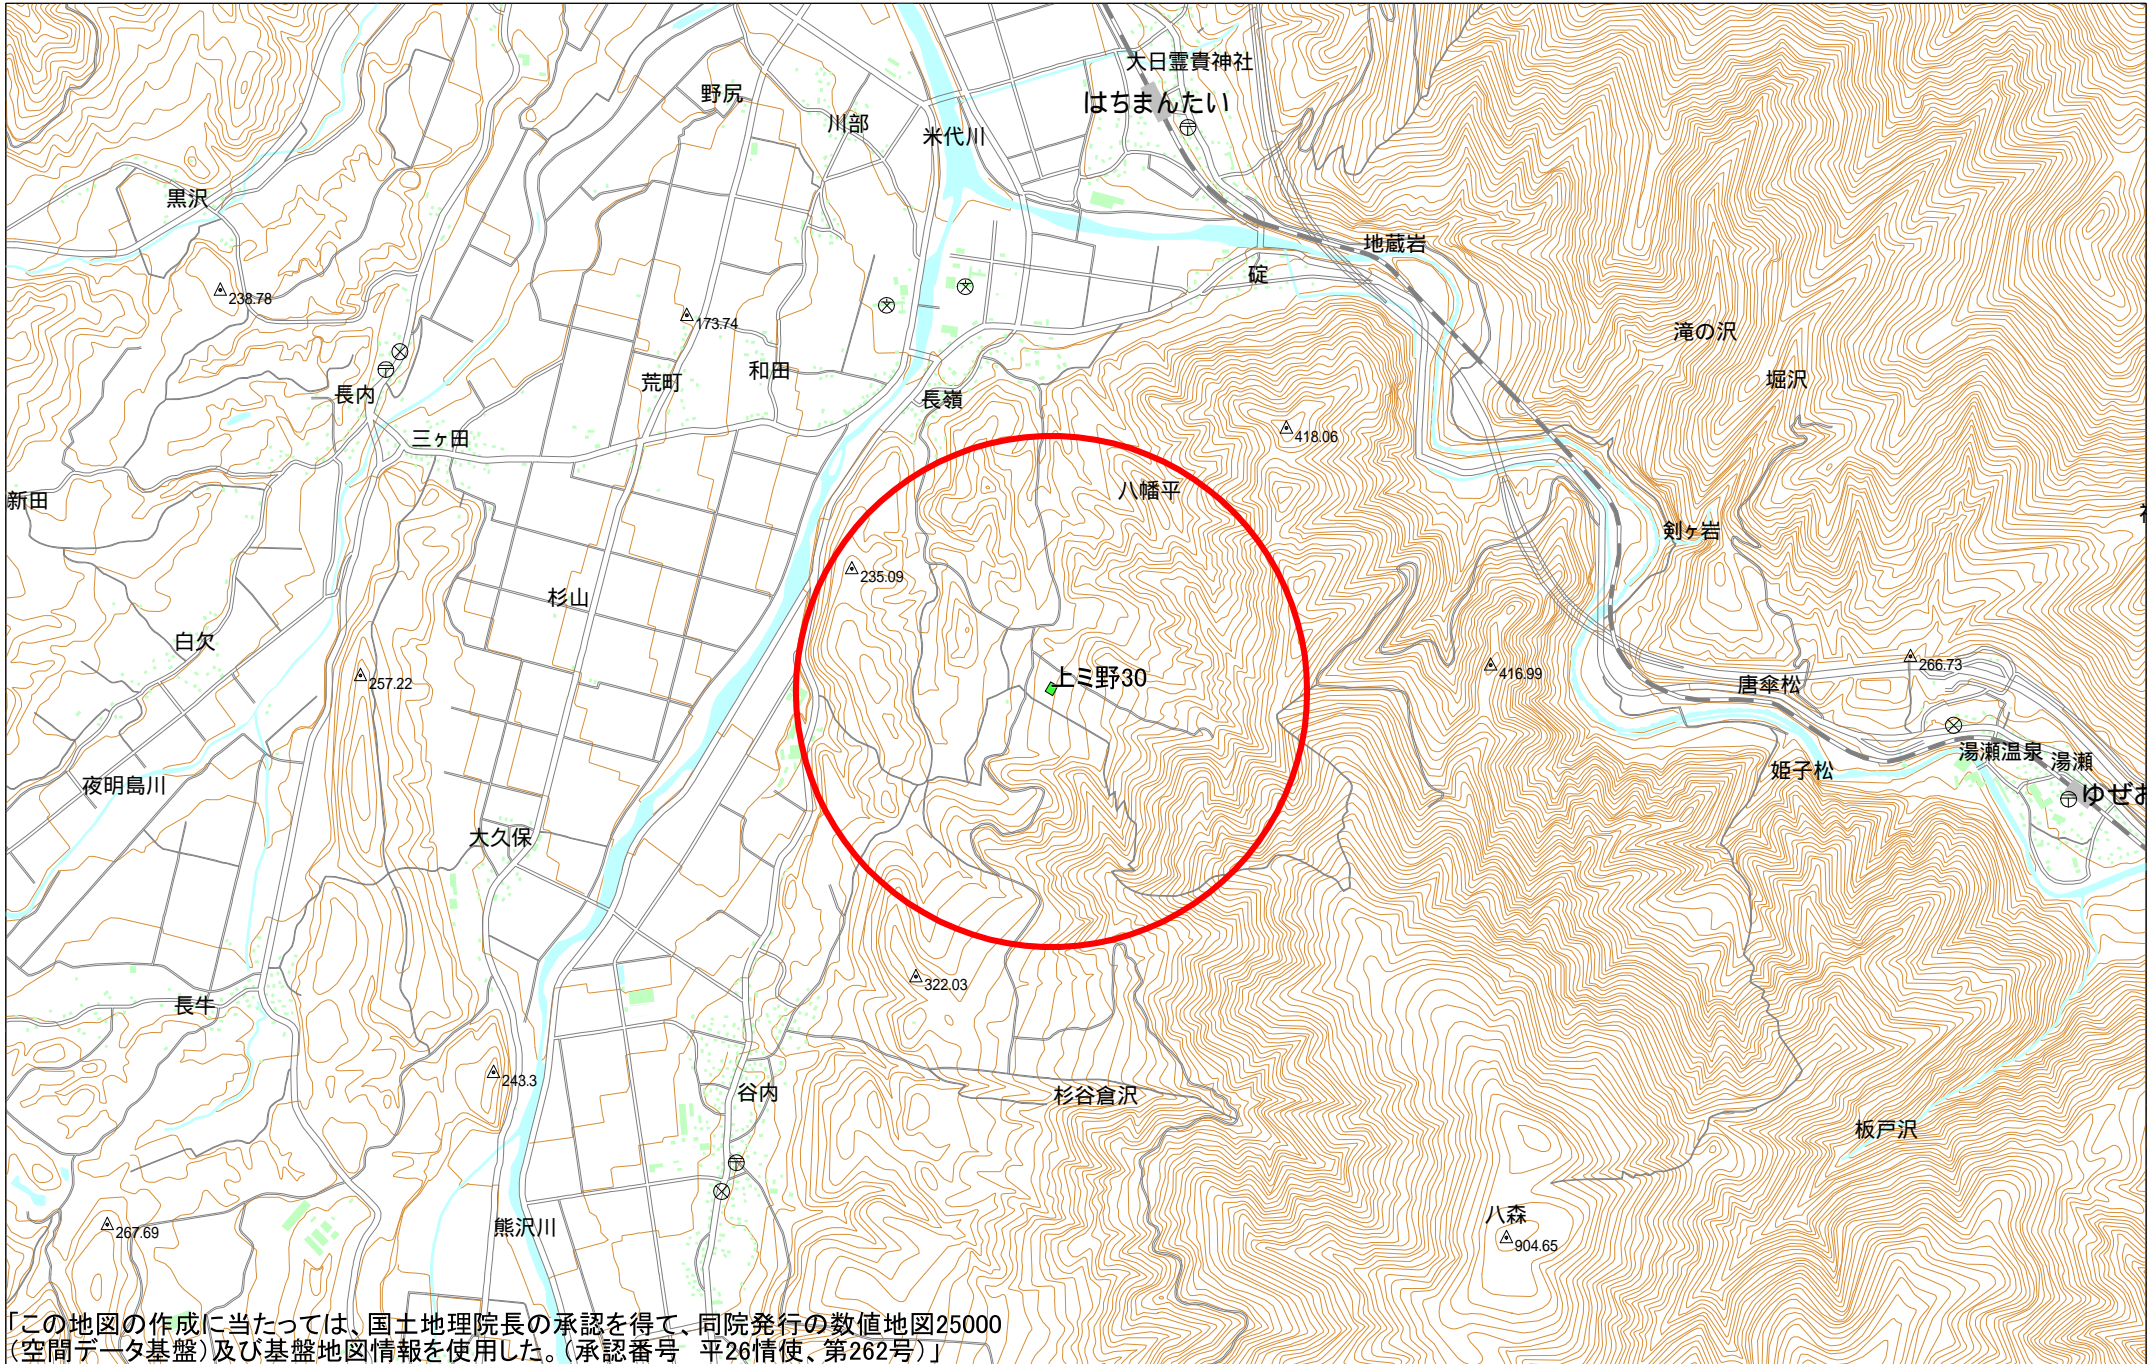 大日霊貴神社
野尻
はちまんたい
川部
米代川
黒沢
地蔵岩
碇
238.78
173.74
滝の沢
和田
荒町
堀沢
長内
長嶺
三ヶ田
418.06
八幡平
新田
剣ヶ岩
235.09
杉山
白欠
257.22
上ミ野30
416.99
266.73
唐傘松
湯瀬温泉
湯瀬
姫子松
夜明島川
ゆぜお
大久保
322.03
長牛
243.3
谷内
杉谷倉沢
板戸沢
八森
904.65
267.69
熊沢川
「この地図の作成に当たっては、国土地理院長の承認を得て、同院発行の数値地図25000
（空間データ基盤）及び基盤地図情報を使用した。（承認番号　平26情使、第262号）」